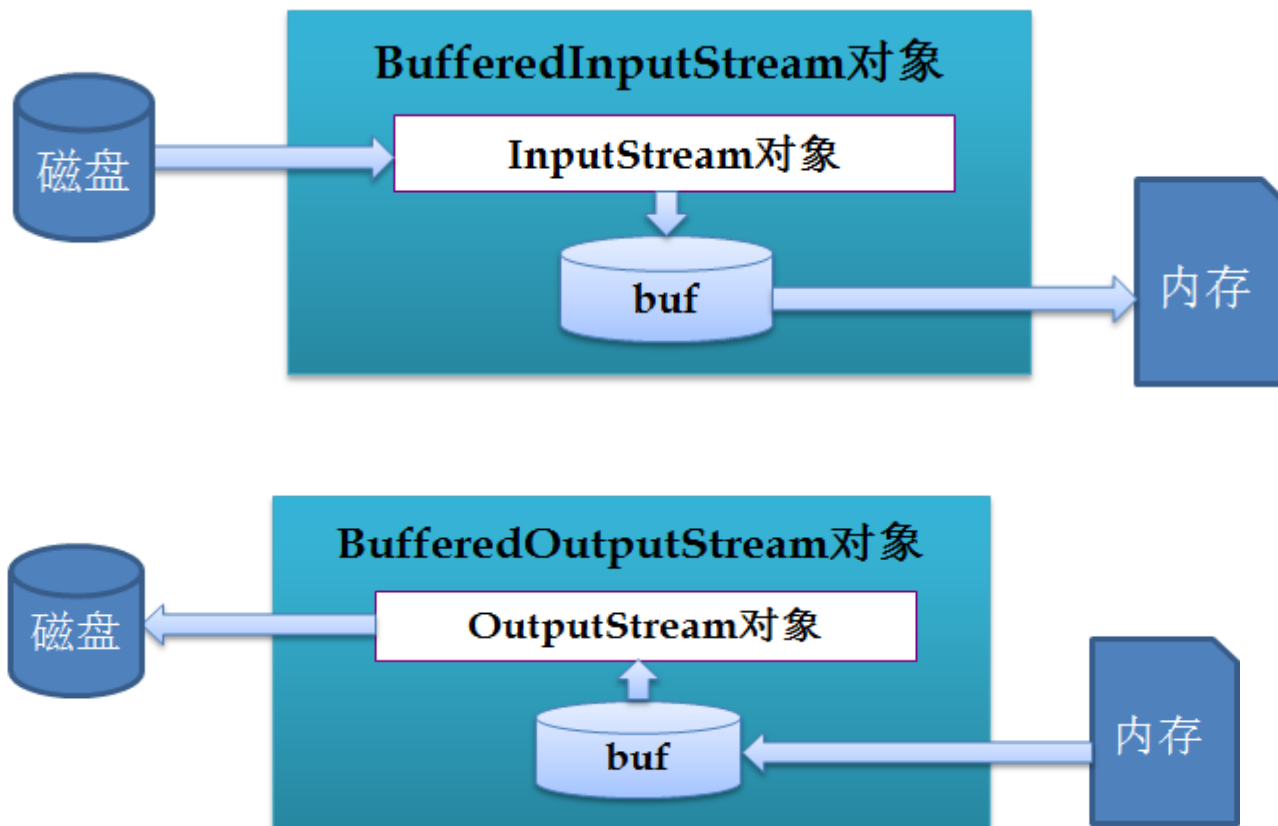 BufferedInputStream对象
磁盘
InputStream对象
buf
内存
BufferedOutputStream对象
磁盘
OutputStream对象
buf
内存